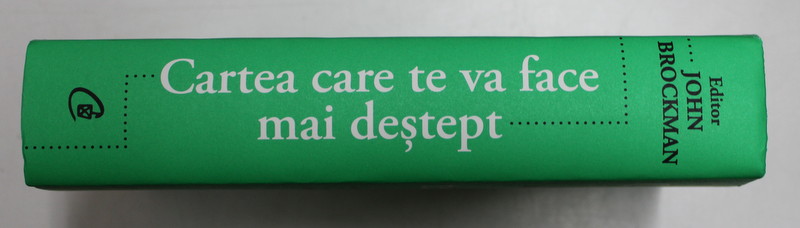 Cartea care te va face
mai deștept
Editor
JOHN
BROCKMAN